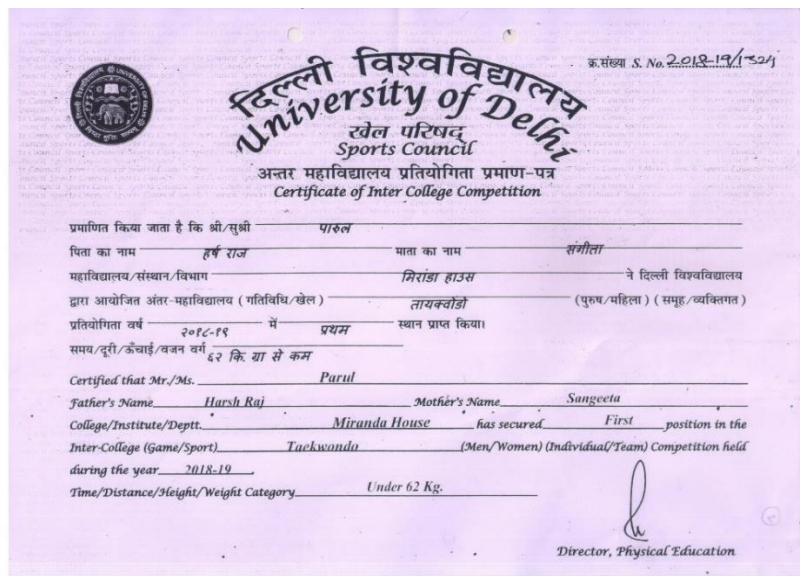 क्र.संख्या S. No. 2018-19/
दिल्ली विश्वविद्यालय
University of Delhi
खेल परिषद्
Sports Council
अन्तर महाविद्यालय प्रतियोगिता प्रमाण-पत्र
Certificate of Inter College Competition
प्रमाणित किया जाता है कि श्री/सुश्री पारुल
पिता का नाम हर्ष राज माता का नाम संगीता
महाविद्यालय/संस्थान/विभाग मिरांडा हाउस ने दिल्ली विश्वविद्यालय
द्वारा आयोजित अंतर-महाविद्यालय (गतिविधि/खेल) तायक्वोंडो (पुरुष/महिला) (समूह/व्यक्तिगत)
प्रतियोगिता वर्ष २०१८-१९ में प्रथम स्थान प्राप्त किया।
समय/दूरी/ऊँचाई/वजन वर्ग ६२ कि. ग्रा से कम
Certified that Mr./Ms. Parul
Father's Name Harsh Raj Mother's Name Sangeeta
College/Institute/Deptt. Miranda House has secured First position in the
Inter-College (Game/Sport) Taekwondo (Men/Women) (Individual/Team) Competition held
during the year 2018-19 .
Time/Distance/Height/Weight Category Under 62 Kg.
Director, Physical Education